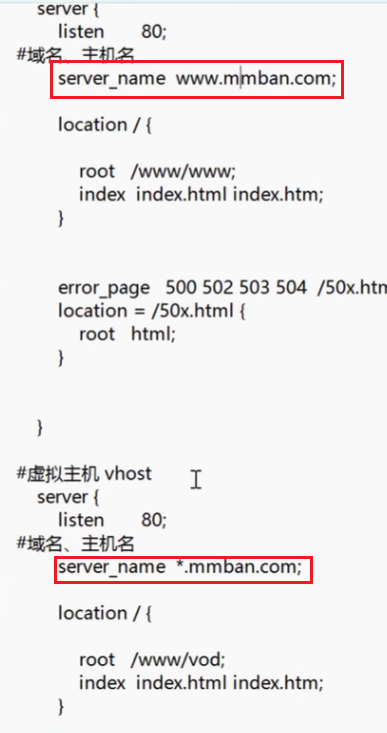 server {
listen 80;
#域名、主机名
server_name www.mmban.com;
location / {
root /www/www;
index index.html index.htm;
}
error_page 500 502 503 504 /50x.htm
location = /50x.html {
root html;
}
}
#虚拟主机 vhost
server {
listen 80;
#域名、主机名
server_name *.mmban.com;
location / {
root /www/vod;
index index.html index.htm;
}